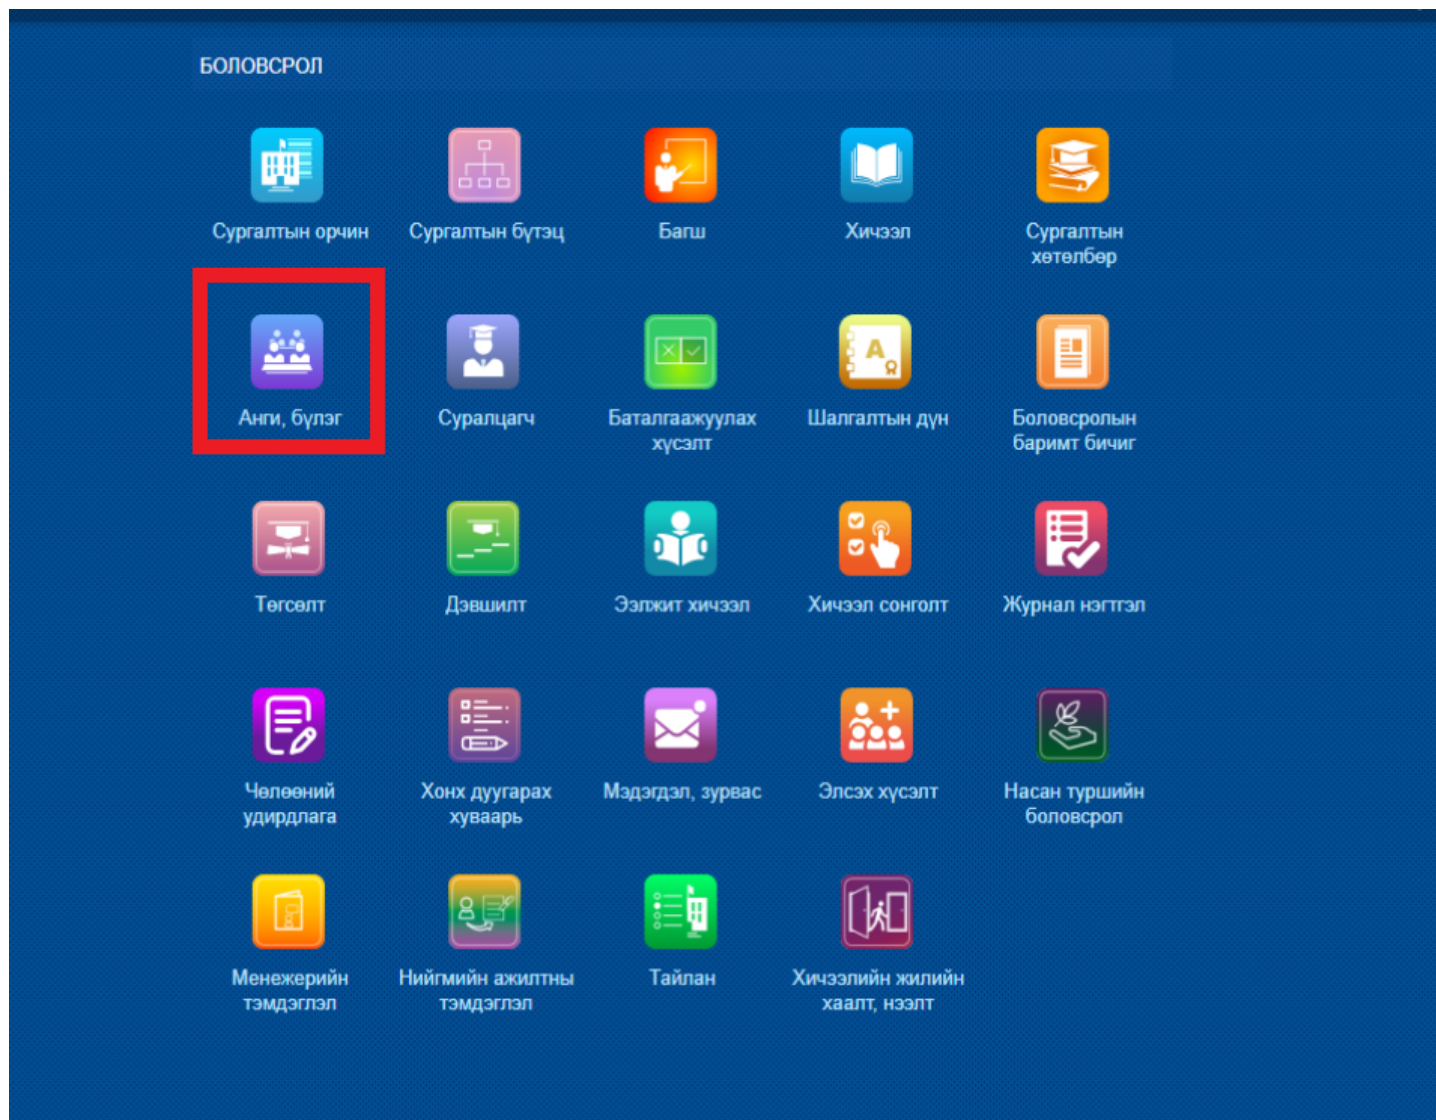 БОЛОВСРОЛ
Сургалтын орчин
Сургалтын бүтэц
Багш
Хичээл
Сургалтын
хөтөлбөр
Анги, бүлэг
Суралцагч
Баталгаажуулах
хүсэлт
A
Шалгалтын дүн
Боловсролын
баримт бичиг
Төгсөлт
Дэвшилт
Ээлжит хичээл
Хичээл сонголт
Журнал нэгтгэл
Чөлөөний
удирдлага
Хонх дуугарах
хуваарь
Мэдэгдэл, зурвас
Элсэх хүсэлт
Насан туршийн
боловсрол
Менежерийн
тэмдэглэл
Нийгмийн ажилтны
тэмдэглэл
Тайлан
Хичээлийн жилийн
хаалт, нээлт